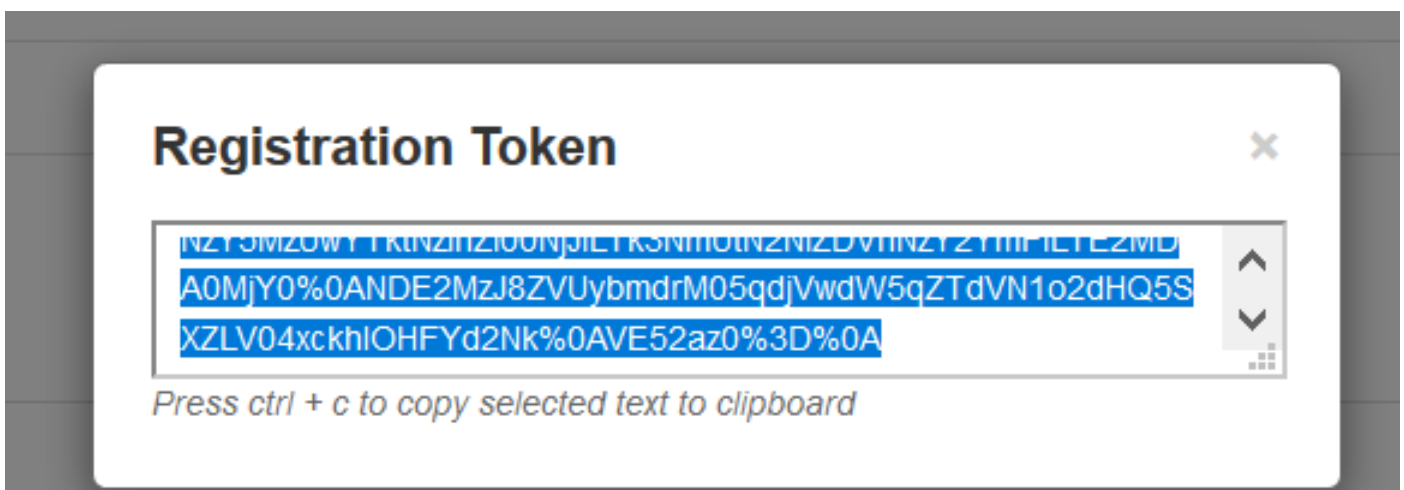 Registration Token
×
A0MjY0%0ANDE2MzJ8ZVUybmdrM05qdjVwdW5qZTdVN1o2dHQ5S
XZLV04xckhlOHFYd2Nk%0AVE52az0%3D%0A
Press ctrl + c to copy selected text to clipboard